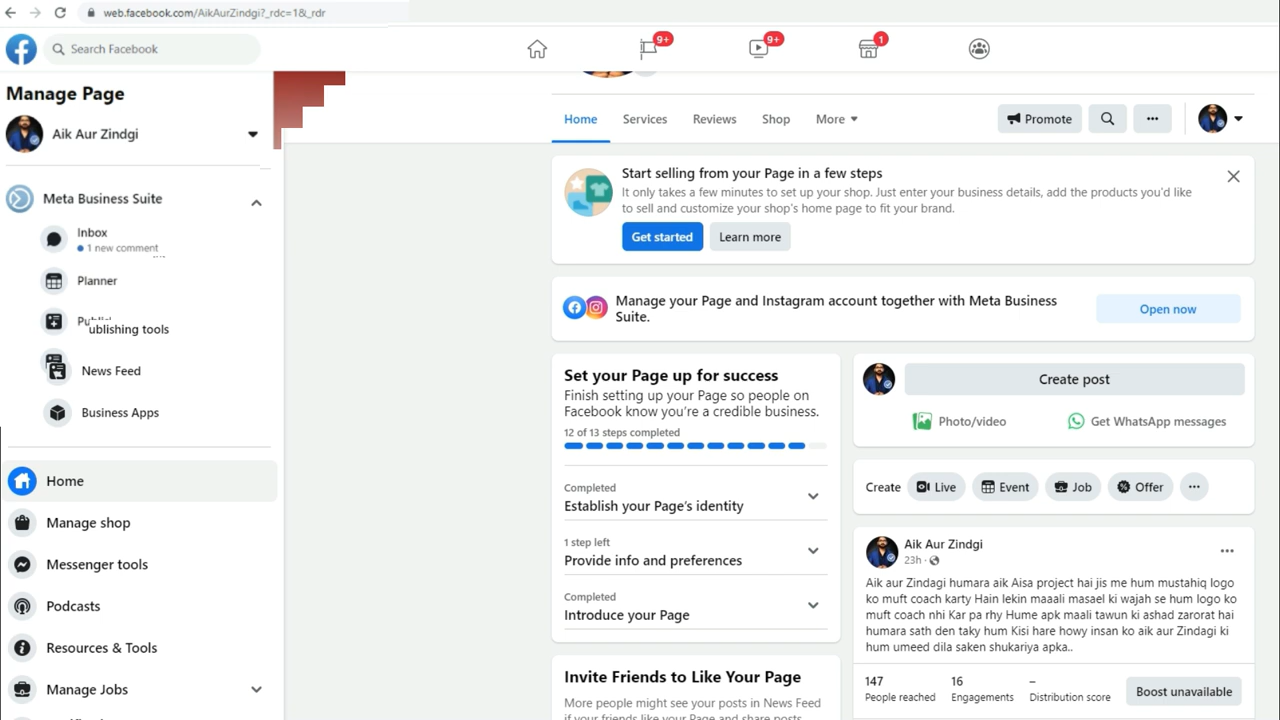 web.facebook.com/AikAurZindgi?_rdc=1&_rdr
Search Facebook
9+
9+
1
Manage Page
Aik Aur Zindgi
Meta Business Suite
Inbox
1 new comment
Planner
ublishing tools
News Feed
Business Apps
Home
Manage shop
Messenger tools
Podcasts
Resources & Tools
Manage Jobs
Home Services Reviews Shop More
Promote
Start selling from your Page in a few steps
It only takes a few minutes to set up your shop. Just enter your business details, add the products you'd like
to sell and customize your shop's home page to fit your brand.
Get started Learn more
Manage your Page and Instagram account together with Meta Business
Suite.
Open now
Set your Page up for success
Finish setting up your Page so people on
Facebook know you're a credible business.
12 of 13 steps completed
Completed
Establish your Page's identity
1 step left
Provide info and preferences
Completed
Introduce your Page
Invite Friends to Like Your Page
More people might see your posts in News Feed
if your friends like your Page and share posts
Create post
Photo/video Get WhatsApp messages
Create Live Event Job Offer
Aik Aur Zindgi
23h
Aik aur Zindagi humara aik Aisa project hai jis me hum mustahiq logo
ko muft coach karty Hain lekin maaali masael ki wajah se hum logo ko
muft coach nhi Kar pa rhy Hume apk maali tawun ki ashad zarorat hai
humara sath den taky hum Kisi hare howy insan ko aik aur Zindagi ki
hum umeed dila saken shukariya apka..
147 16 –
People reached Engagements Distribution score
Boost unavailable